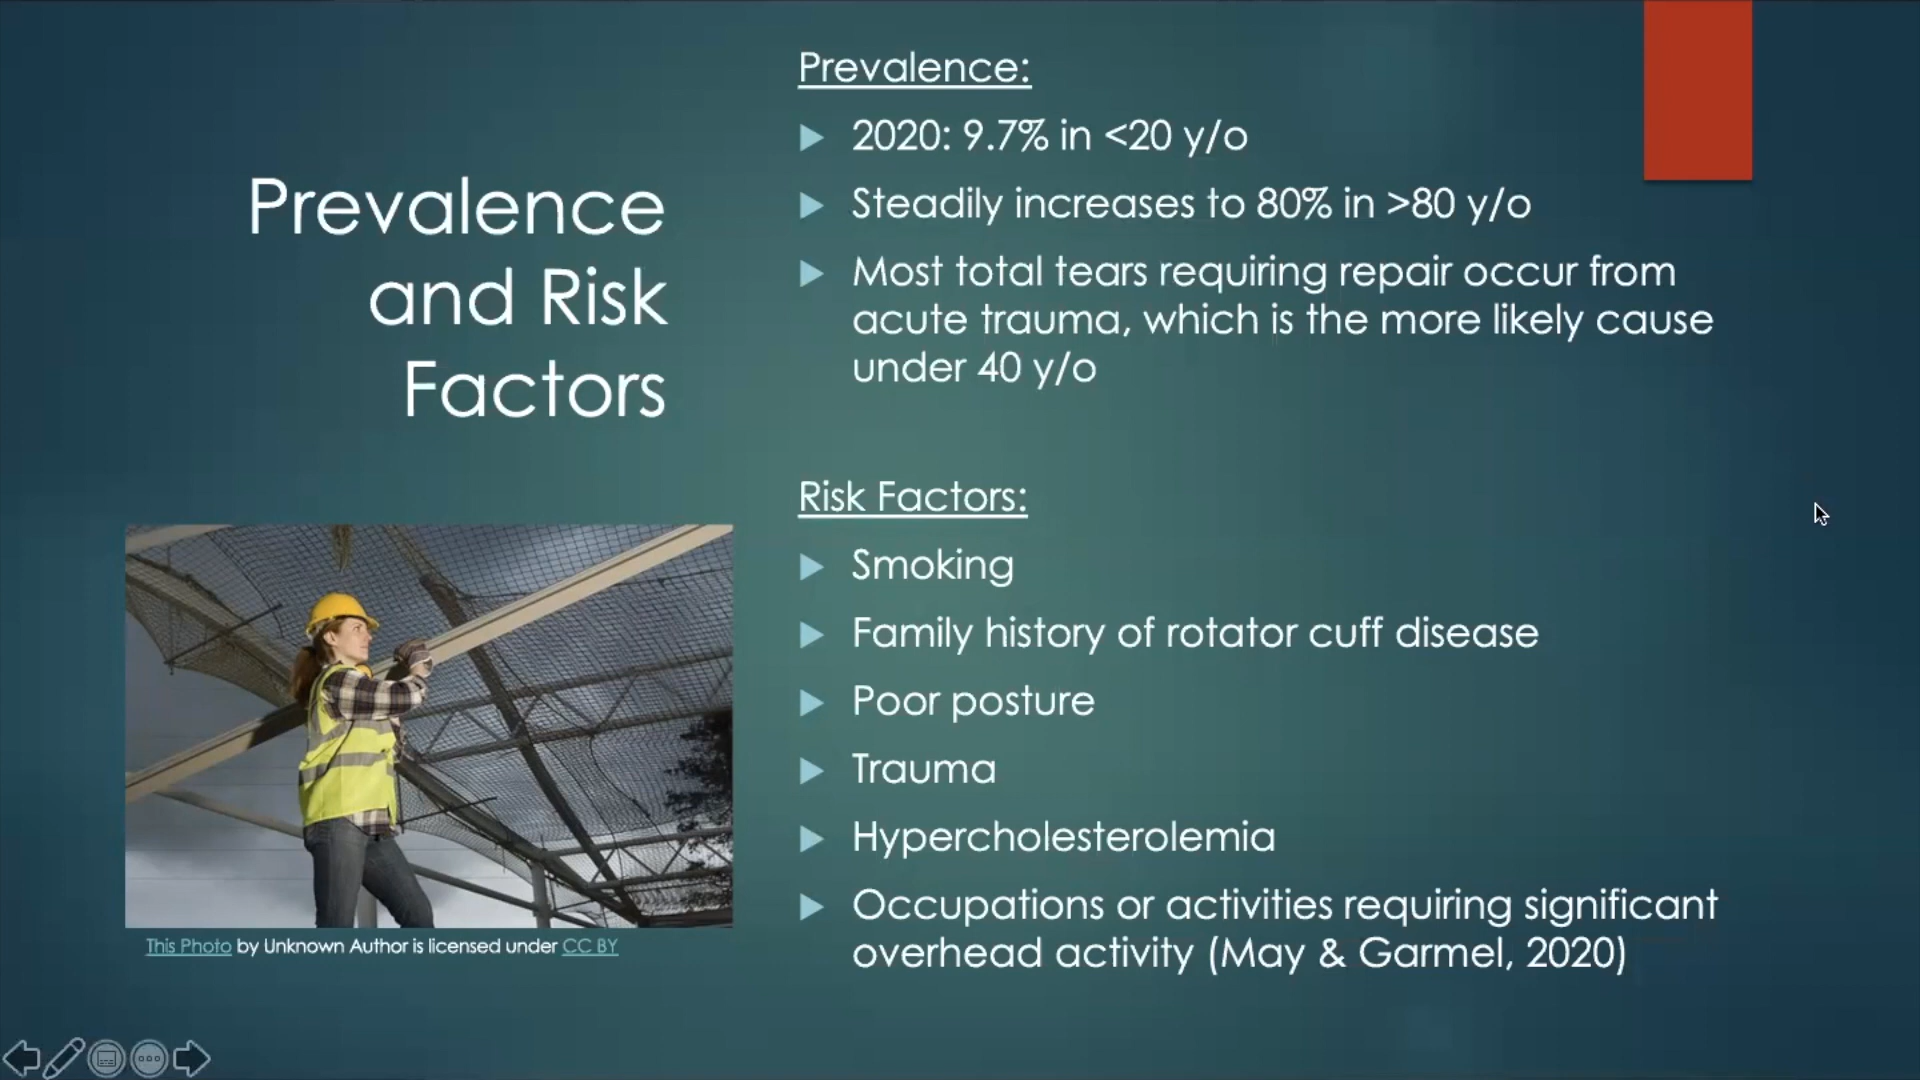 Prevalence
and Risk
Factors
Prevalence:
2020: 9.7% in <20 y/o
Steadily increases to 80% in >80 y/o
Most total tears requiring repair occur from
acute trauma, which is the more likely cause
under 40 y/o
Risk Factors:
Smoking
Family history of rotator cuff disease
Poor posture
Trauma
Hypercholesterolemia
Occupations or activities requiring significant
overhead activity (May & Garmel, 2020)
This Photo by Unknown Author is licensed under CC BY